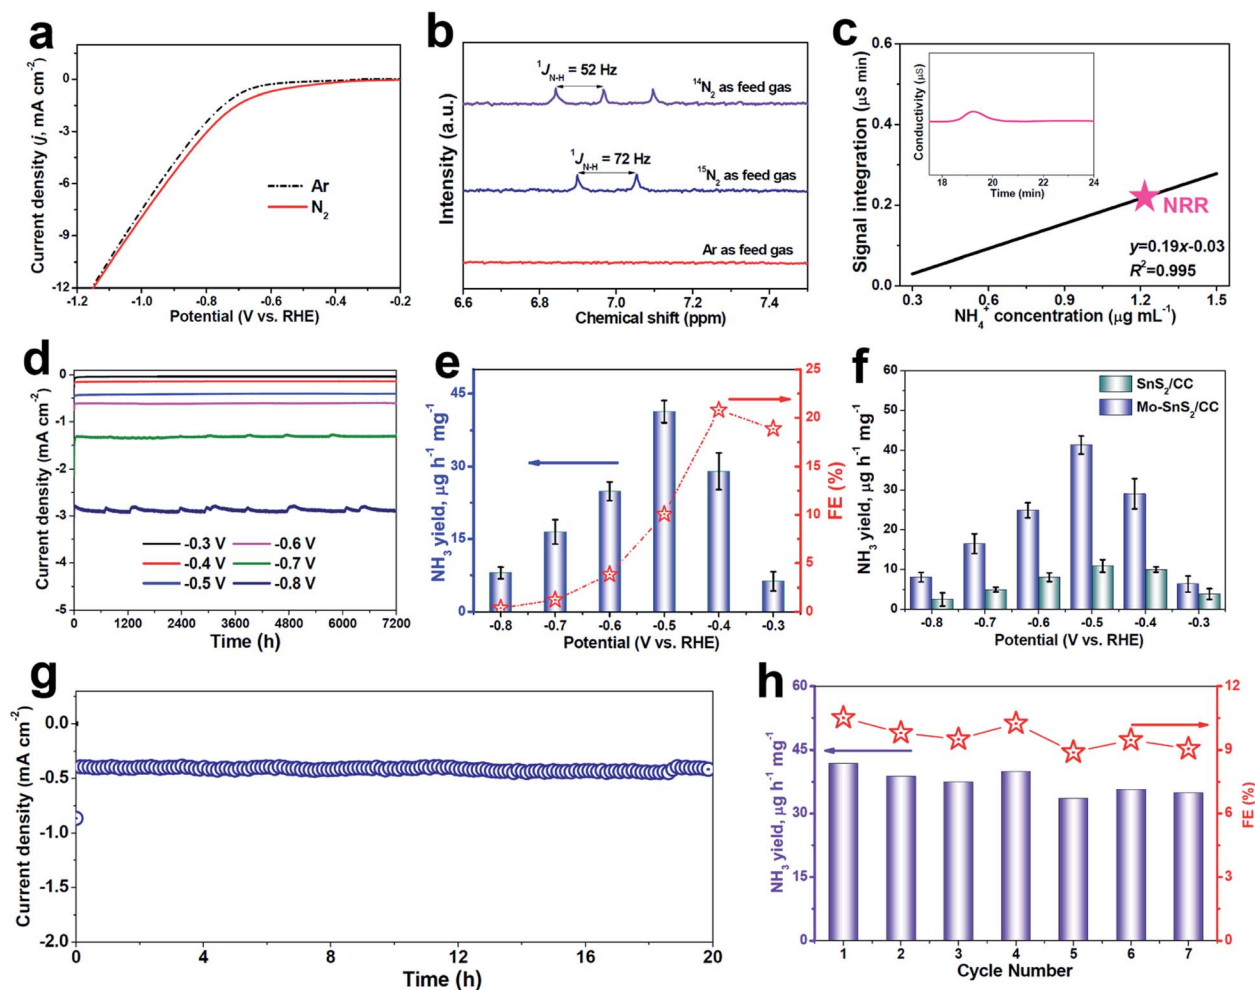 a
0
-3
-6
-9
-12
-1.2
-1.0
-0.8
-0.6
-0.4
-0.2
Current density (j, mA cm⁻²)
Potential (V vs. RHE)
Ar
N₂
b
Intensity (a.u.)
¹J_N-H = 52 Hz
¹⁴N₂ as feed gas
¹J_N-H = 72 Hz
¹⁵N₂ as feed gas
Ar as feed gas
6.6
6.8
7.0
7.2
7.4
Chemical shift (ppm)
c
Signal integration (µS min)
0.6
0.4
0.2
0.0
0.3
0.6
0.9
1.2
1.5
NH₄⁺ concentration (µg mL⁻¹)
Conductivity (µS)
18
20
22
24
Time (min)
NRR
y=0.19x-0.03
R²=0.995
d
Current density (mA cm⁻²)
0
-1
-2
-3
-4
-5
0
1200
2400
3600
4800
6000
7200
Time (h)
-0.3 V
-0.6 V
-0.4 V
-0.7 V
-0.5 V
-0.8 V
e
NH₃ yield, µg h⁻¹ mg⁻¹
45
30
15
0
-0.8
-0.7
-0.6
-0.5
-0.4
-0.3
Potential (V vs. RHE)
25
20
15
10
5
0
FE (%)
f
NH₃ yield, µg h⁻¹ mg⁻¹
60
50
40
30
20
10
0
SnS₂/CC
Mo-SnS₂/CC
-0.8
-0.7
-0.6
-0.5
-0.4
-0.3
Potential (V vs. RHE)
g
Current density (mA cm⁻²)
0.0
-0.5
-1.0
-1.5
-2.0
0
4
8
12
16
20
Time (h)
h
NH₃ yield, µg h⁻¹ mg⁻¹
60
45
30
15
0
1
2
3
4
5
6
7
Cycle Number
12
9
6
3
0
FE (%)